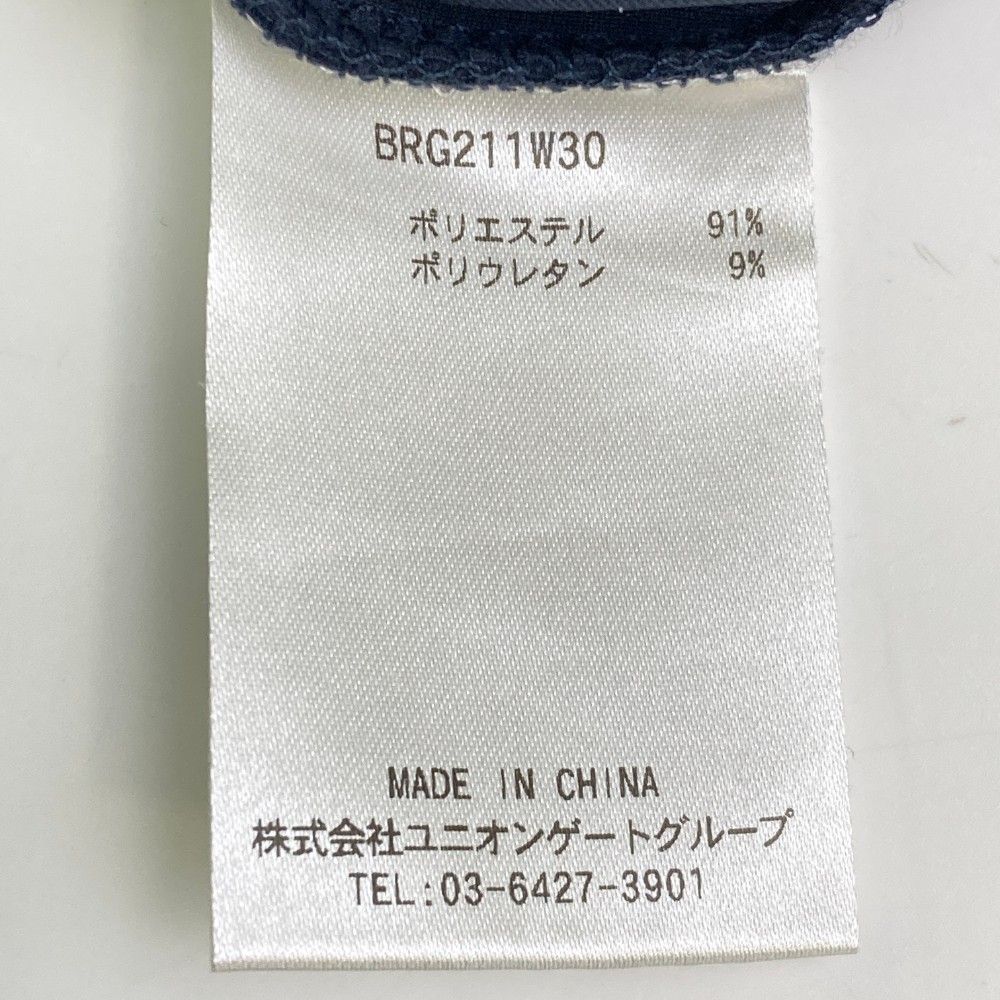 BRG211W30
ポリエステル 91%
ポリウレタン 9%
MADE IN CHINA
株式会社ユニオンゲートグループ
TEL:03-6427-3901